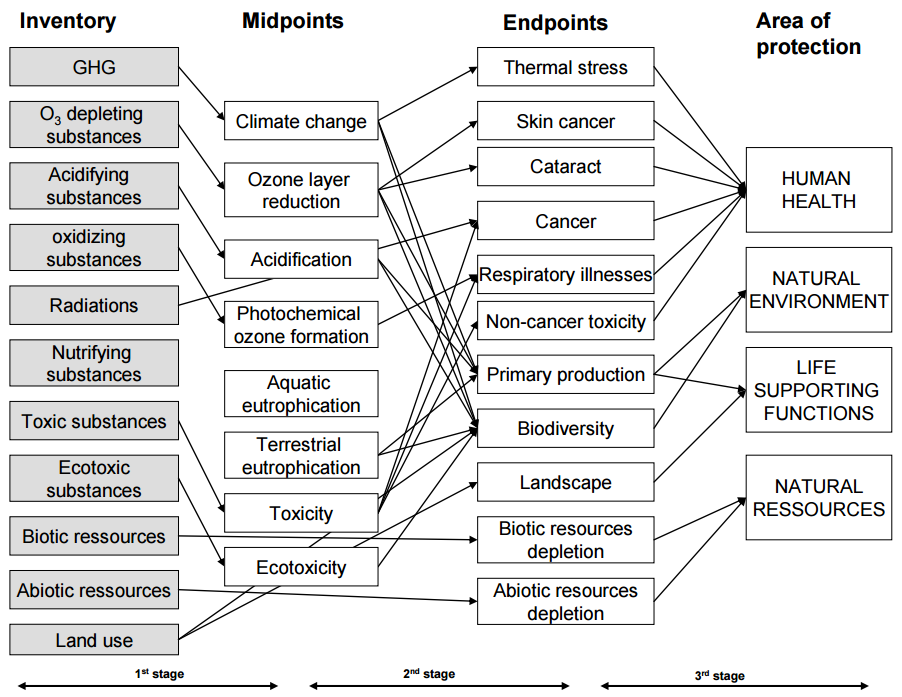 Inventory
Midpoints
Endpoints
Area of
protection
GHG
O3 depleting
substances
Acidifying
substances
oxidizing
substances
Radiations
Nutrifying
substances
Toxic substances
Ecotoxic
substances
Biotic ressources
Abiotic ressources
Land use
Climate change
Ozone layer
reduction
Acidification
Photochemical
ozone formation
Aquatic
eutrophication
Terrestrial
eutrophication
Toxicity
Ecotoxicity
Thermal stress
Skin cancer
Cataract
Cancer
Respiratory illnesses
Non-cancer toxicity
Primary production
Biodiversity
Landscape
Biotic resources
depletion
Abiotic resources
depletion
HUMAN
HEALTH
NATURAL
ENVIRONMENT
LIFE
SUPPORTING
FUNCTIONS
NATURAL
RESSOURCES
1st stage
2nd stage
3rd stage